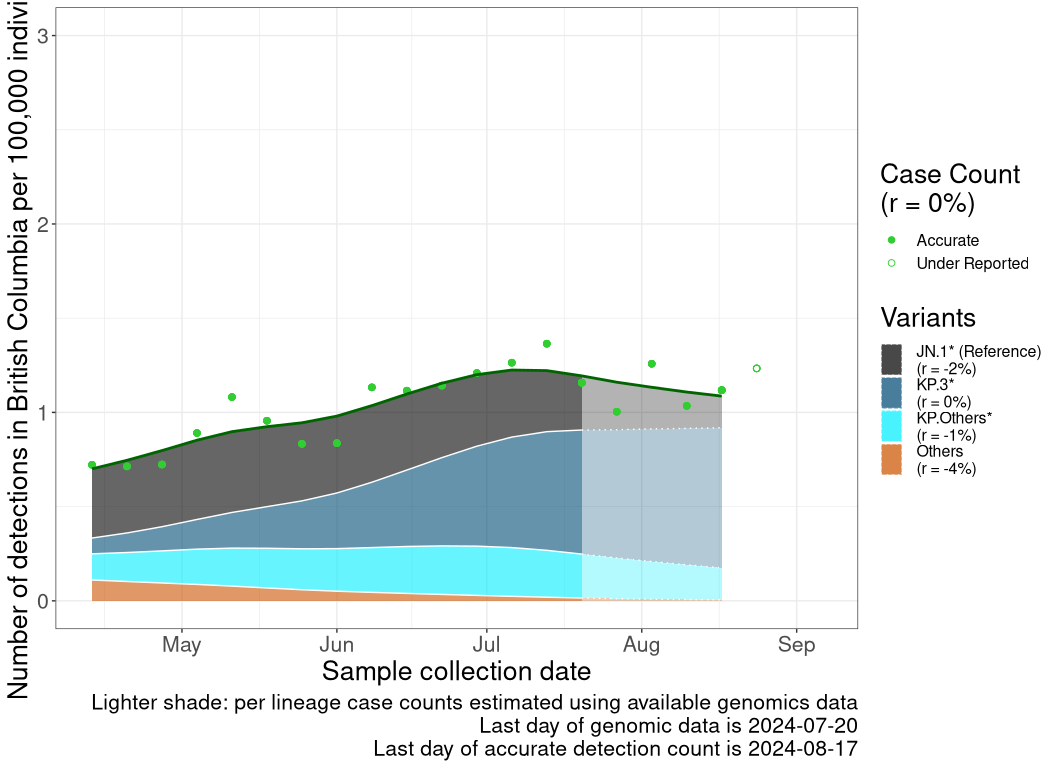 Number of detections in British Columbia per 100,000
3
2
1
0
May Jun Jul Aug Sep
Sample collection date
Lighter shade: per lineage case counts estimated using available genomics data
Last day of genomic data is 2024-07-20
Last day of accurate detection count is 2024-08-17
Case Count
(r = 0%)
Accurate
Under Reported
Variants
JN.1* (Reference)
(r = -2%)
KP.3*
(r = 0%)
KP.Others*
(r = -1%)
Others
(r = -4%)